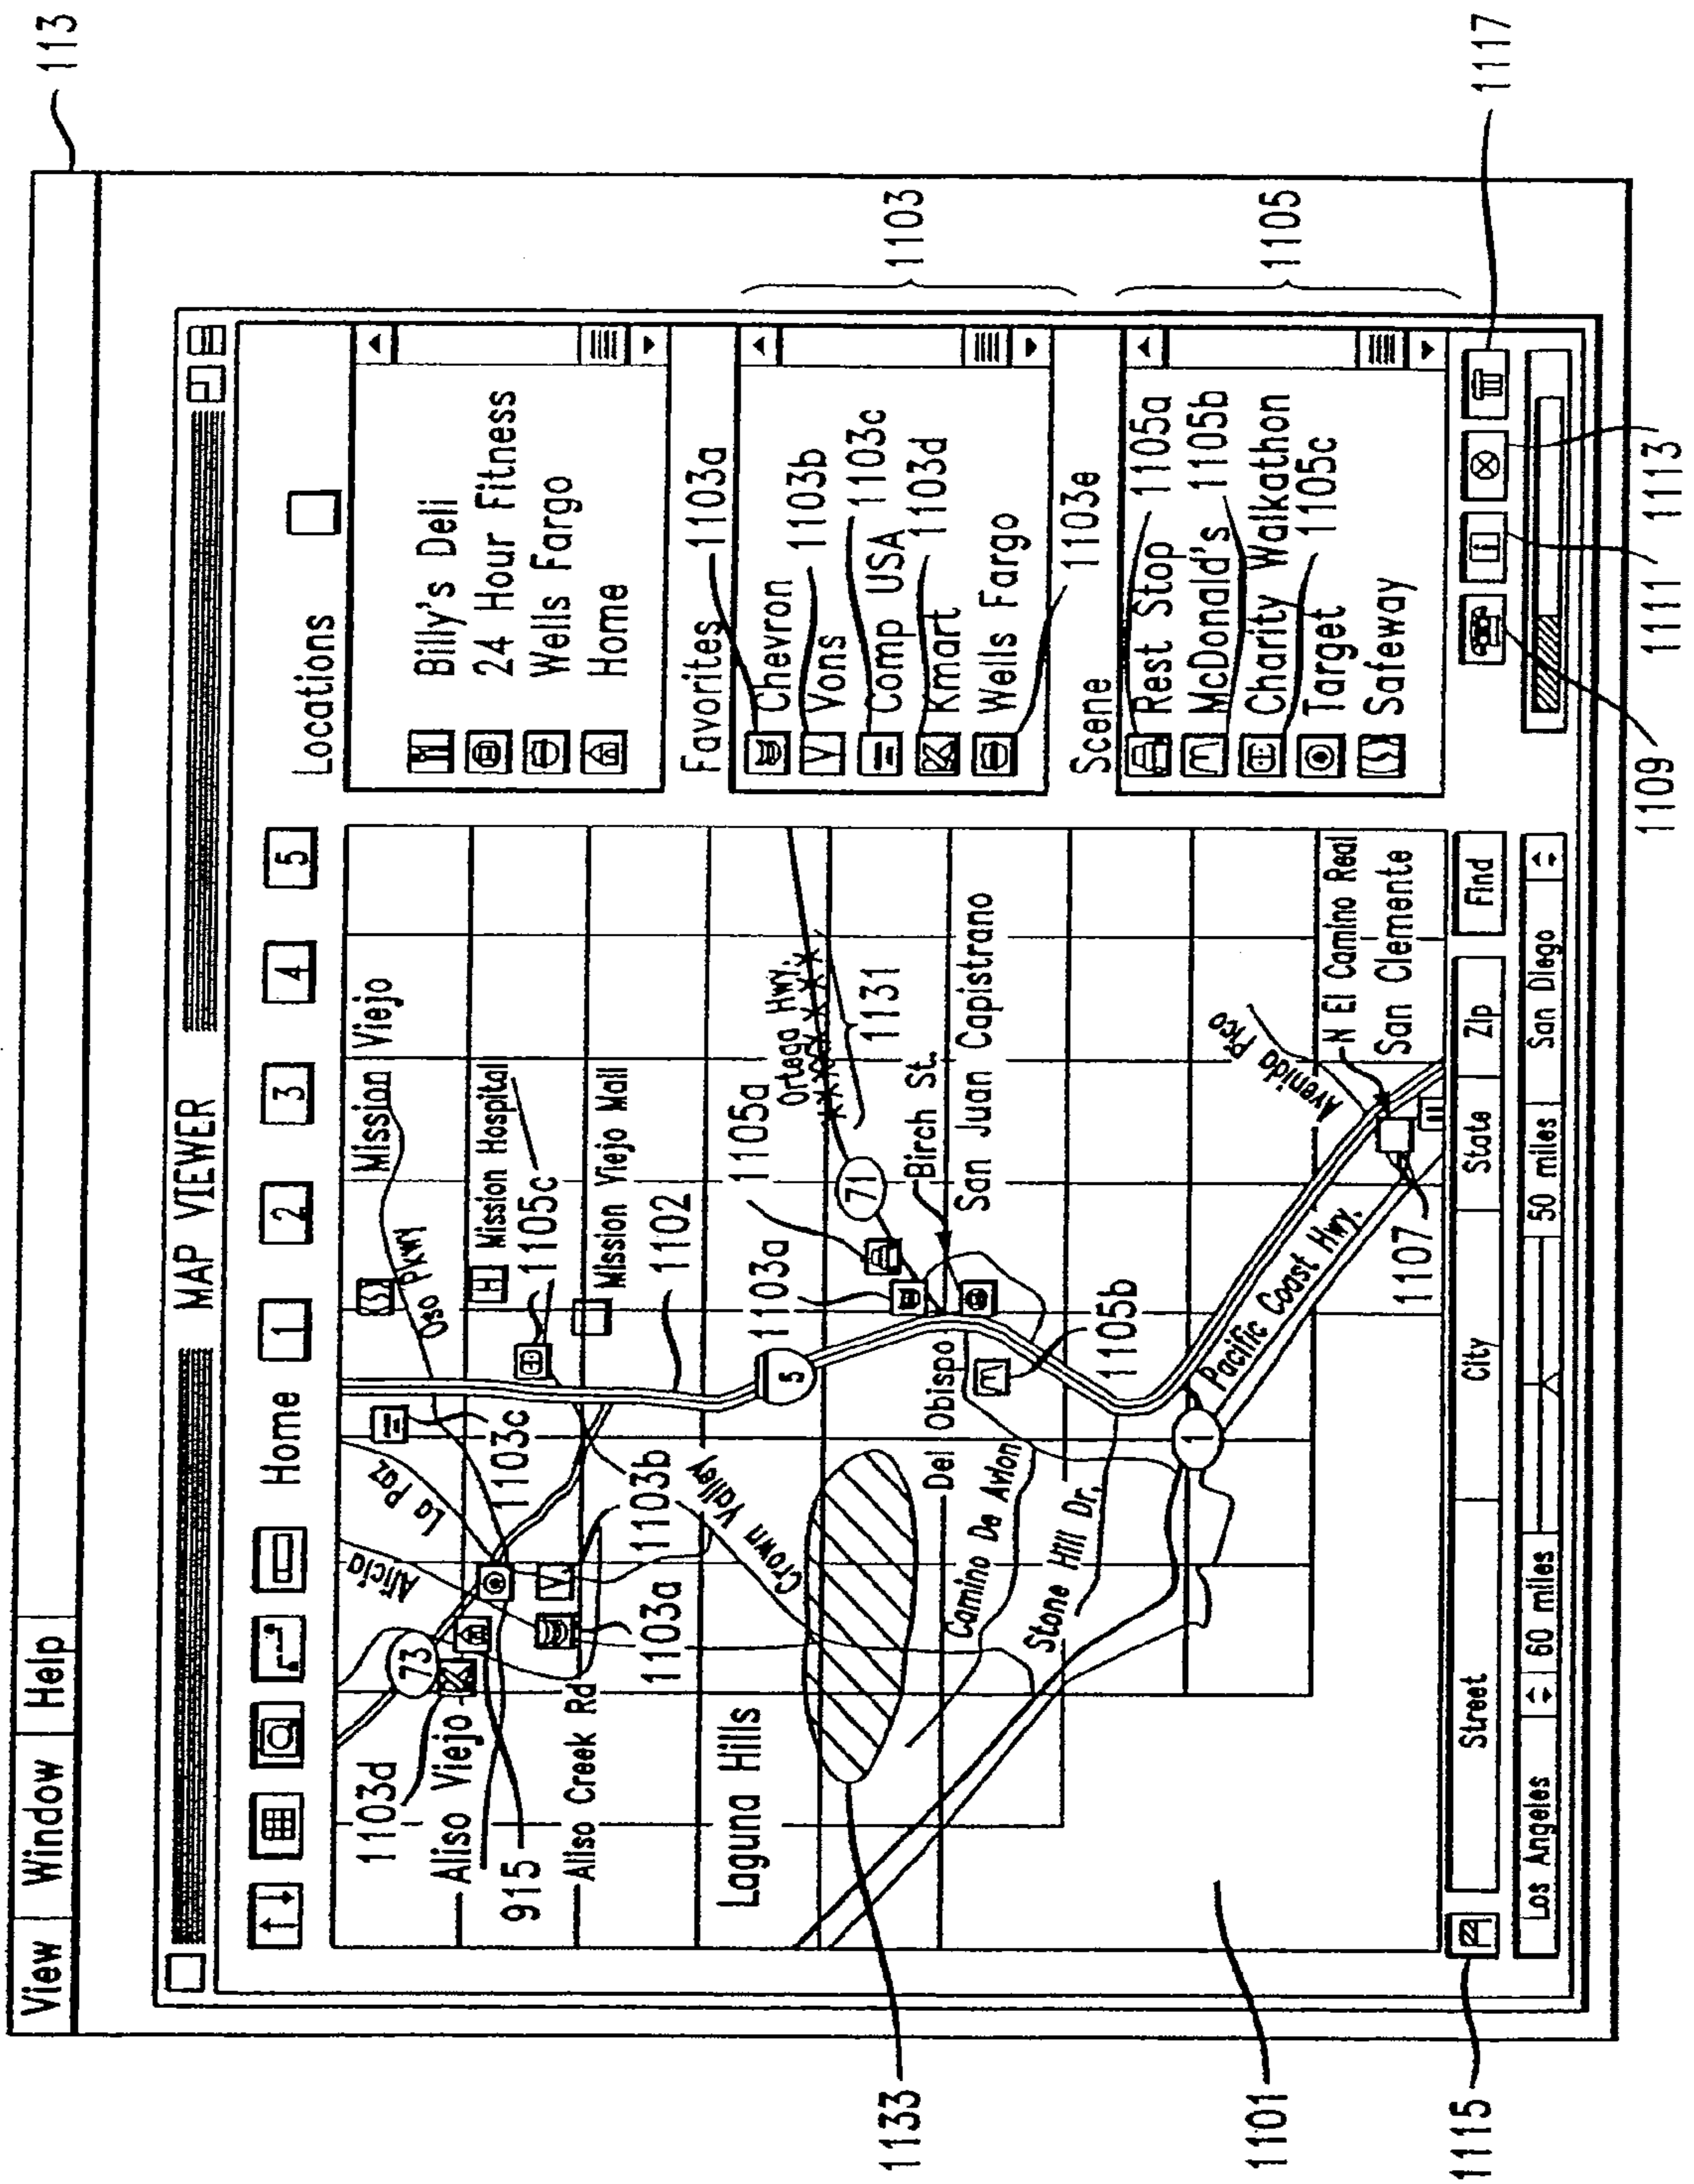 113
View Window Help
MAP VIEWER
Home 1 2 3 4 5
Locations
Billy's Deli
24 Hour Fitness
Wells Fargo
Home
Favorites
1103a
Chevron
Vons
1103b
Comp USA
1103c
Kmart
1103d
Wells Fargo
1103e
1103
Scene
Rest Stop
1105a
McDonald's
1105b
Charity Walkathon
Target
1105c
Safeway
1105
1117
1109
1111
1113
Alicia
La Paz
Oso Pkwy
Mission Viejo
73
1103d
Aliso Viejo
915
Aliso Creek Rd
1103c
1103b
1103a
H
Mission Hospital
1105c
Mission Viejo Mall
1102
Laguna Hills
Crown Valley
5
1103a
1105a
Ortega Hwy.
71
1131
Birch St.
San Juan Capistrano
1133
Del Obispo
Camino De Avion
Stone Hill Dr.
1105b
1
Pacific Coast Hwy.
Avenida Pico
N El Camino Real
San Clemente
1107
1101
1115
Street City State Zip Find
Los Angeles 60 miles 50 miles San Diego